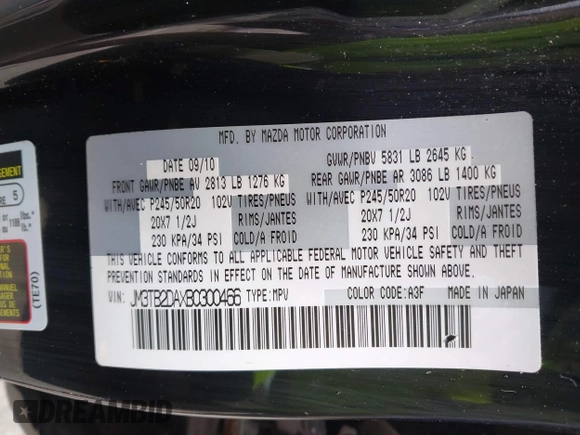 MFD. BY MAZDA MOTOR CORPORATION
DATE 09/10
GVWR/PNBV 5831 LB 2645 KG
FRONT GAWR/PNBE AV 2813 LB 1276 KG
REAR GAWR/PNBE AR 3086 LB 1400 KG
WITH/AVEC P245/50R20 102V TIRES/PNEUS
WITH/AVEC P245/50R20 102V TIRES/PNEUS
20X7 1/2J RIMS/JANTES
20X7 1/2J RIMS/JANTES
230 KPA/34 PSI COLD/A FROID
230 KPA/34 PSI COLD/A FROID
THIS VEHICLE CONFORMS TO ALL APPLICABLE FEDERAL MOTOR VEHICLE SAFETY AND THEFT
PREVENTION STANDARDS IN EFFECT ON THE DATE OF MANUFACTURE SHOWN ABOVE.
VIN: JM3TB2DAXB0300466 TYPE: MPV
COLOR CODE: A3F MADE IN JAPAN
5
(TE70)
DREAMBID